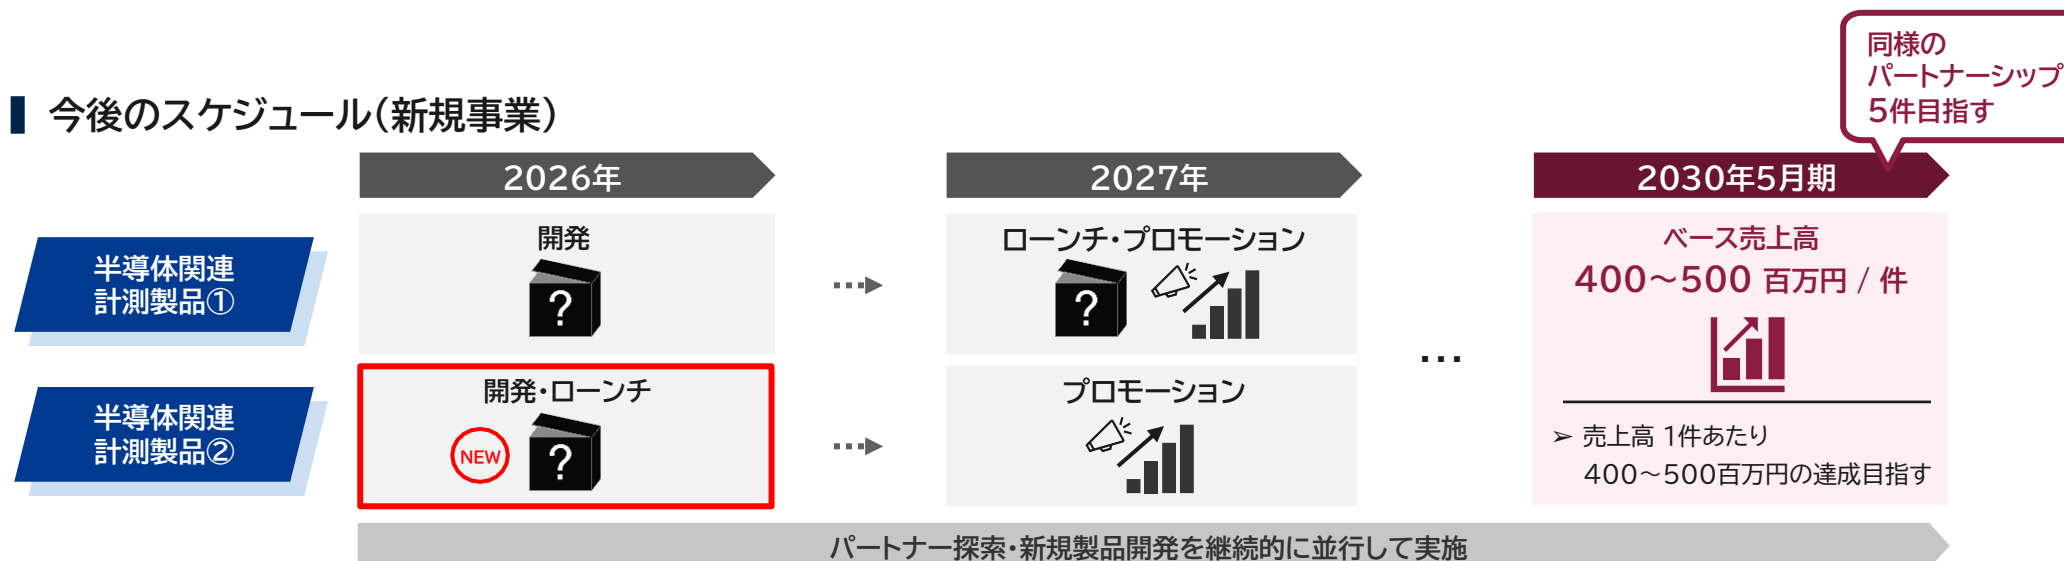 同様の
パートナーシップ
5件目指す
今後のスケジュール(新規事業)
2026年
2027年
2030年5月期
半導体関連
計測製品①
開発
?
ローンチ・プロモーション
?
ベース売上高
400～500 百万円 / 件
...
半導体関連
計測製品②
開発・ローンチ
NEW
?
プロモーション
➢ 売上高 1件あたり
400～500百万円の達成目指す
パートナー探索・新規製品開発を継続的に並行して実施